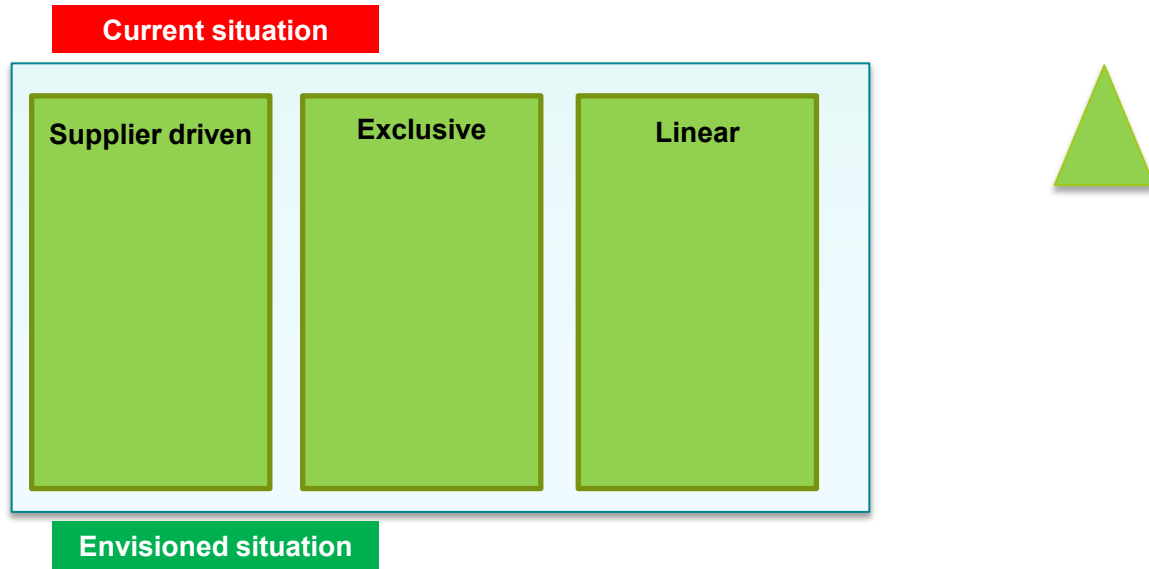 Current situation
Supplier driven
Exclusive
Linear
Envisioned situation